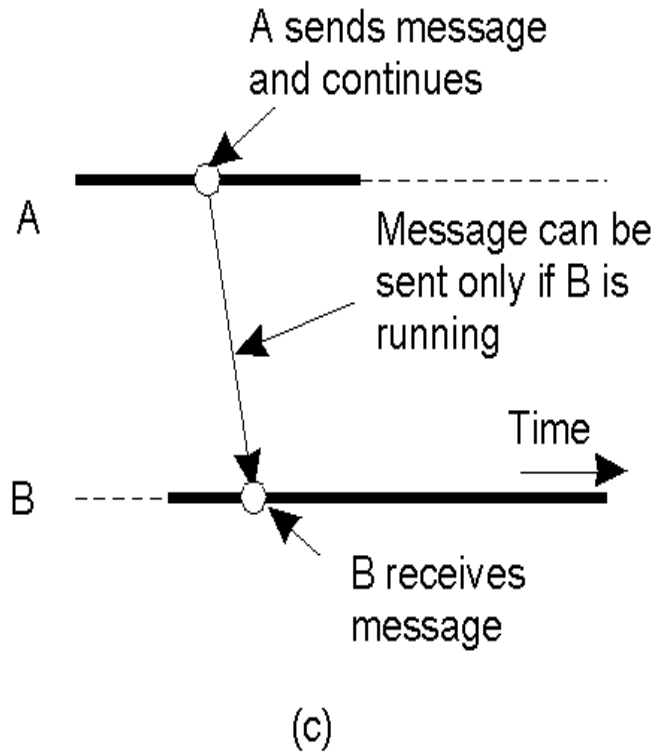 A sends message
and continues
A
Message can be
sent only if B is
running
Time
B
B receives
message
(c)